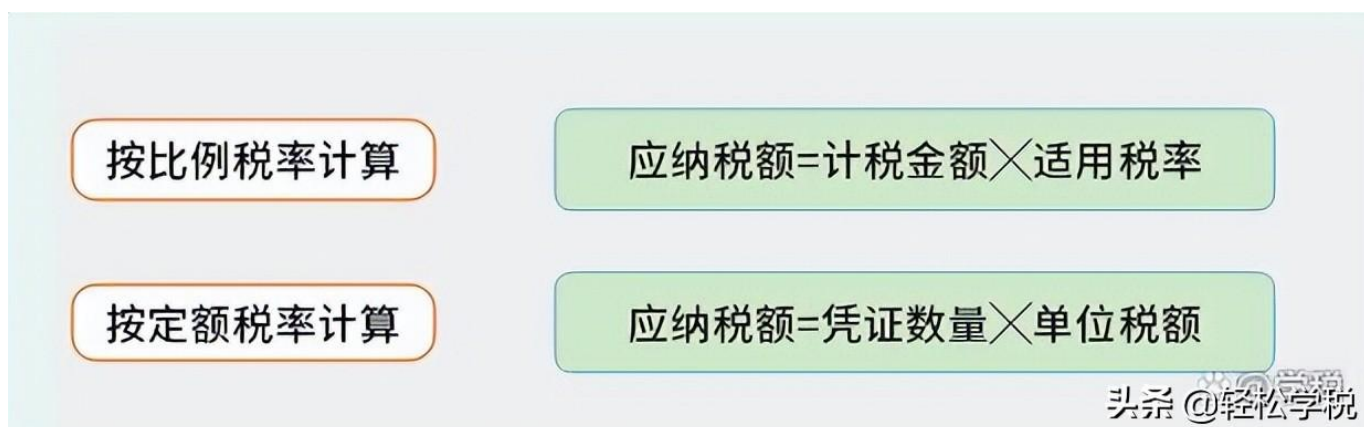 按比例税率计算
应纳税额=计税金额╳适用税率
按定额税率计算
应纳税额=凭证数量╳单位税额
头条 @轻松学税